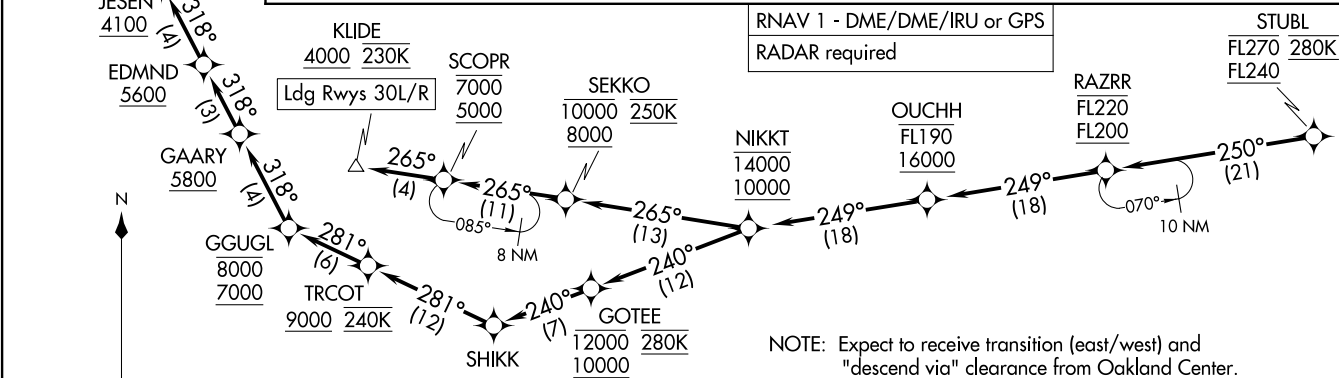 JESEN
4100
318°
(4)
EDMND
5600
318°
(3)
GAARY
5800
318°
(4)
GGUGL
8000
7000
281°
(6)
TRCOT
9000 240K
281°
(12)
SHIKK
240°
(7)
GOTEE
12000 280K
10000
240°
(12)
KLIDE
4000 230K
Ldg Rwys 30L/R
265°
(4)
SCOPR
7000
5000
085°
8 NM
265°
(11)
SEKKO
10000 250K
8000
265°
(13)
NIKKT
14000
10000
249°
(18)
OUCHH
FL190
16000
249°
(18)
RAZRR
FL220
FL200
070°
10 NM
250°
(21)
STUBL
FL270 280K
FL240
RNAV 1 - DME/DME/IRU or GPS
RADAR required
N
NOTE: Expect to receive transition (east/west) and
"descend via" clearance from Oakland Center.